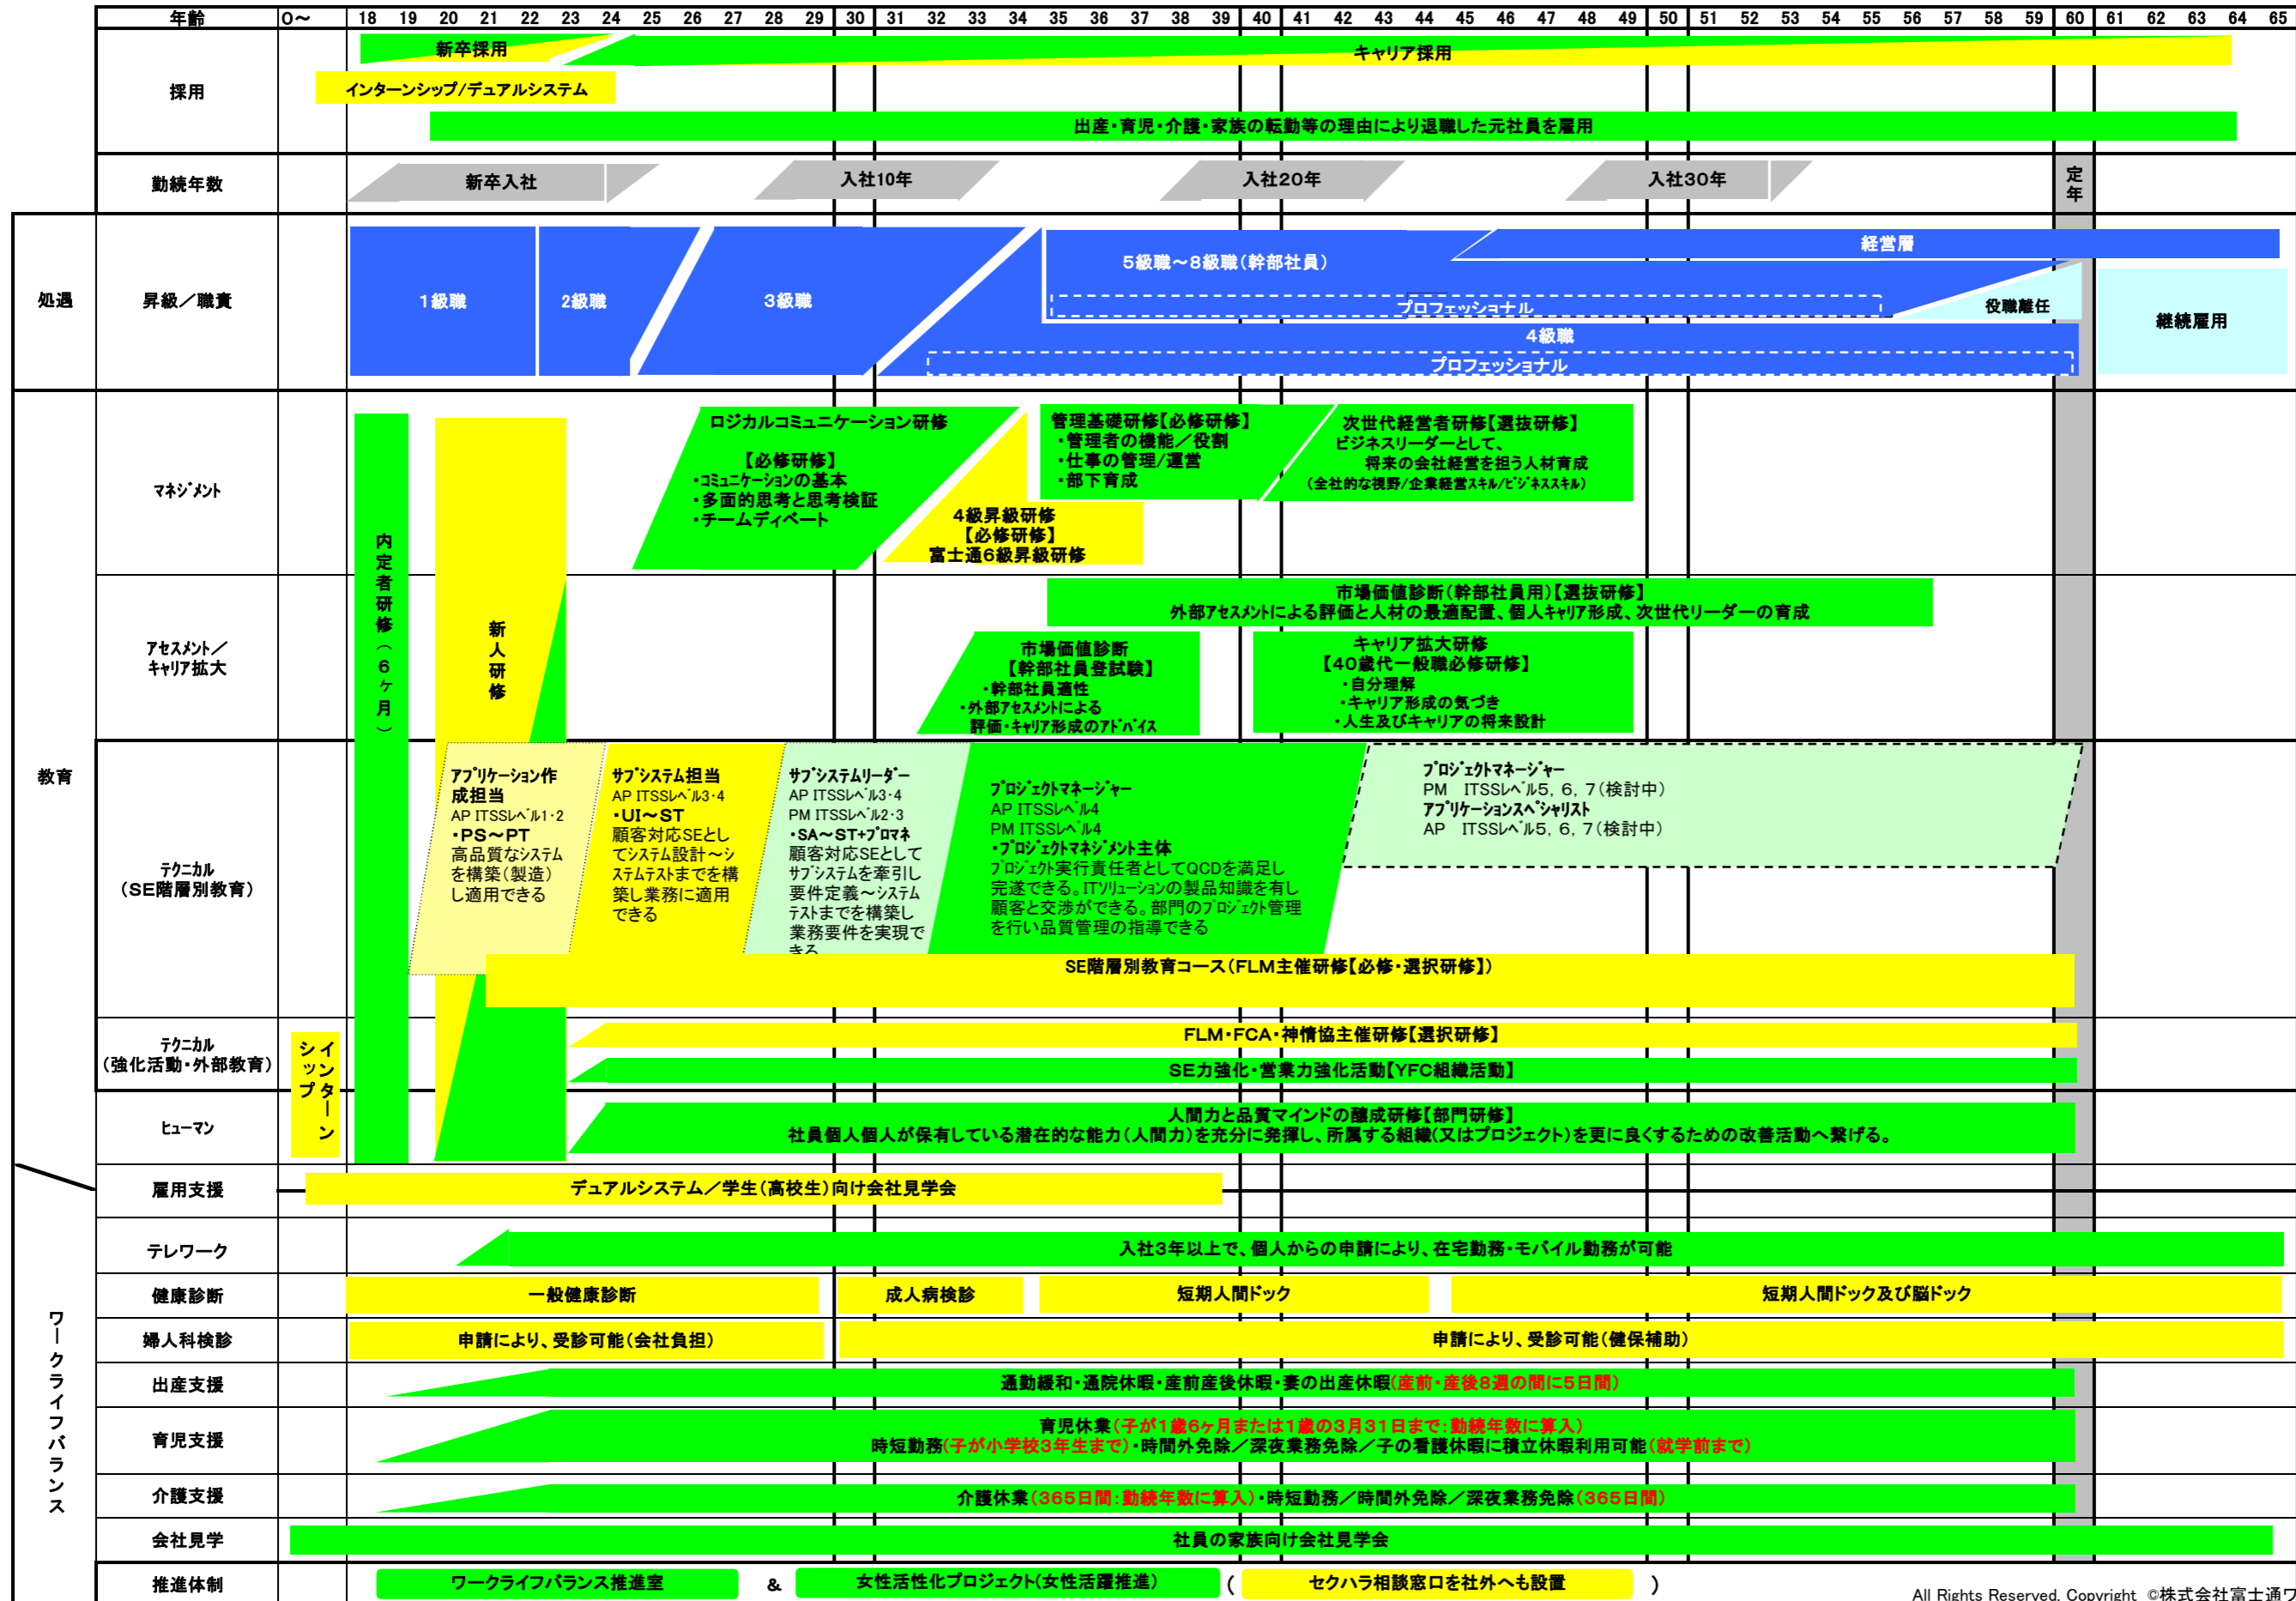 年齢 0～ 18 19 20 21 22 23 24 25 26 27 28 29 30 31 32 33 34 35 36 37 38 39 40 41 42 43 44 45 46 47 48 49 50 51 52 53 54 55 56 57 58 59 60 61 62 63 64 65
採用
新卒採用
キャリア採用
インターンシップ/デュアルシステム
出産・育児・介護・家族の転勤等の理由により退職した元社員を雇用
勤続年数
新卒入社
入社10年
入社20年
入社30年
定年
処遇
昇級／職責
1級職
2級職
3級職
5級職～8級職(幹部社員)
経営層
プロフェッショナル
役職離任
4級職
プロフェッショナル
継続雇用
教育
マネジメント
内定者研修(6ヶ月)
新人研修
ロジカルコミュニケーション研修
【必修研修】
・コミュニケーションの基本
・多面的思考と思考検証
・チームディベート
4級昇級研修
【必修研修】
富士通6級昇級研修
管理基礎研修【必修研修】
・管理者の機能／役割
・仕事の管理/運営
・部下育成
次世代経営者研修【選抜研修】
ビジネスリーダーとして、
将来の会社経営を担う人材育成
(全社的な視野/企業経営スキル/ビジネススキル)
アセスメント／
キャリア拡大
市場価値診断(幹部社員用)【選抜研修】
外部アセスメントによる評価と人材の最適配置、個人キャリア形成、次世代リーダーの育成
市場価値診断
【幹部社員登試験】
・幹部社員適性
・外部アセスメントによる
評価・キャリア形成のアドバイス
キャリア拡大研修
【40歳代一般職必修研修】
・自分理解
・キャリア形成の気づき
・人生及びキャリアの将来設計
テクニカル
(SE階層別教育)
アプリケーション作
成担当
AP ITSSレベル1・2
・PS～PT
高品質なシステム
を構築(製造)
し適用できる
サブシステム担当
AP ITSSレベル3・4
・UI～ST
顧客対応SEとし
てシステム設計～シ
ステムテストまでを構
築し業務に適用
できる
サブシステムリーダー
AP ITSSレベル3・4
PM ITSSレベル2・3
・SA～ST+プロマネ
顧客対応SEとして
サブシステムを牽引し
要件定義～システム
テストまでを構築し
業務要件を実現で
きる
プロジェクトマネージャー
AP ITSSレベル4
PM ITSSレベル4
・プロジェクトマネジメント主体
プロジェクト実行責任者としてQCDを満足し
完遂できる。ITソリューションの製品知識を有し
顧客と交渉ができる。部門のプロジェクト管理
を行い品質管理の指導できる
プロジェクトマネージャー
PM ITSSレベル5, 6, 7(検討中)
アプリケーションスペシャリスト
AP ITSSレベル5, 6, 7(検討中)
SE階層別教育コース(FLM主催研修【必修・選択研修】)
テクニカル
(強化活動・外部教育)
インターン
シップ
FLM・FCA・神情協主催研修【選択研修】
SE力強化・営業力強化活動【YFC組織活動】
ヒューマン
人間力と品質マインドの醸成研修【部門研修】
社員個人個人が保有している潜在的な能力(人間力)を充分に発揮し、所属する組織(又はプロジェクト)を更に良くするための改善活動へ繋げる。
ワークライフバランス
雇用支援
デュアルシステム／学生(高校生)向け会社見学会
テレワーク
入社3年以上で、個人からの申請により、在宅勤務・モバイル勤務が可能
健康診断
一般健康診断
成人病検診
短期人間ドック
短期人間ドック及び脳ドック
婦人科検診
申請により、受診可能(会社負担)
申請により、受診可能(健保補助)
出産支援
通勤緩和・通院休暇・産前産後休暇・妻の出産休暇(産前・産後8週の間に5日間)
育児支援
育児休業(子が1歳6ヶ月または1歳の3月31日まで:勤続年数に算入)
時短勤務(子が小学校3年生まで)・時間外免除／深夜業務免除／子の看護休暇に積立休暇利用可能(就学前まで)
介護支援
介護休業(365日間:勤続年数に算入)・時短勤務／時間外免除／深夜業務免除(365日間)
会社見学
社員の家族向け会社見学会
推進体制
ワークライフバランス推進室 & 女性活性化プロジェクト(女性活躍推進) ( セクハラ相談窓口を社外へも設置 )
All Rights Reserved, Copyright ©株式会社富士通ワ